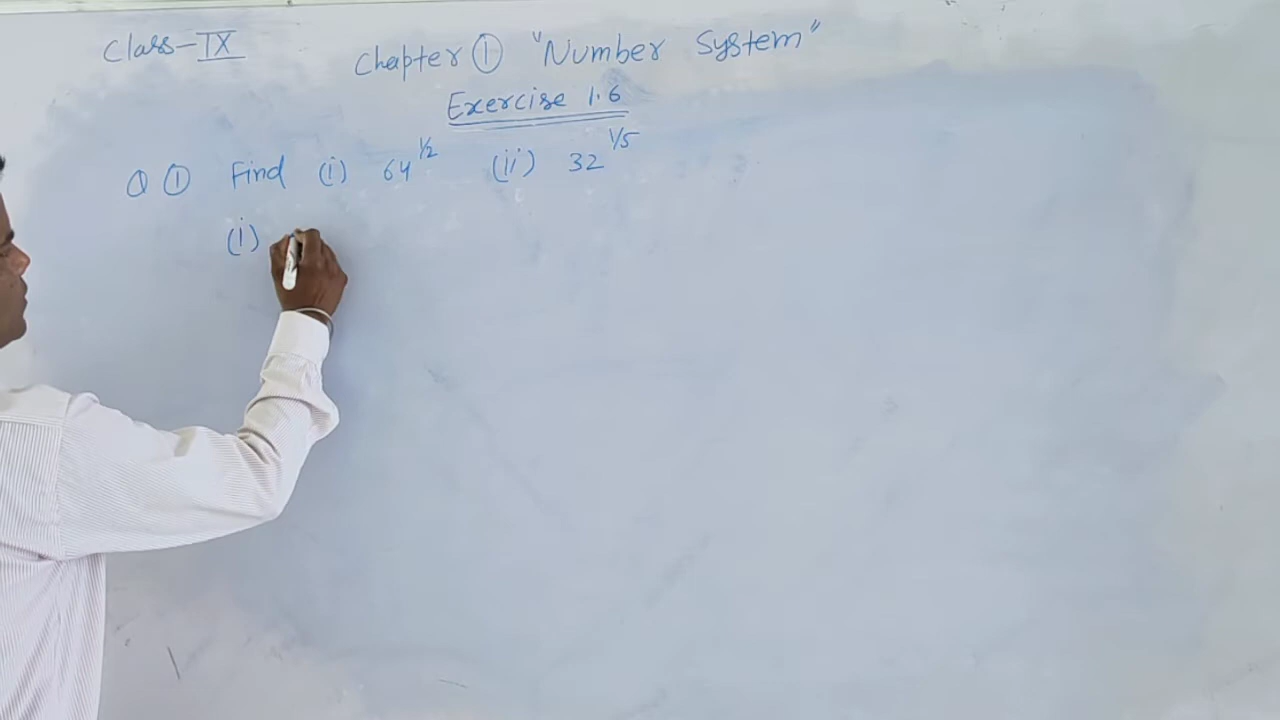 Class-IX
Chapter ① "Number System"
Exercise 1.6
Q ① Find (i) 64^1/2 (ii) 32^1/5
(i)